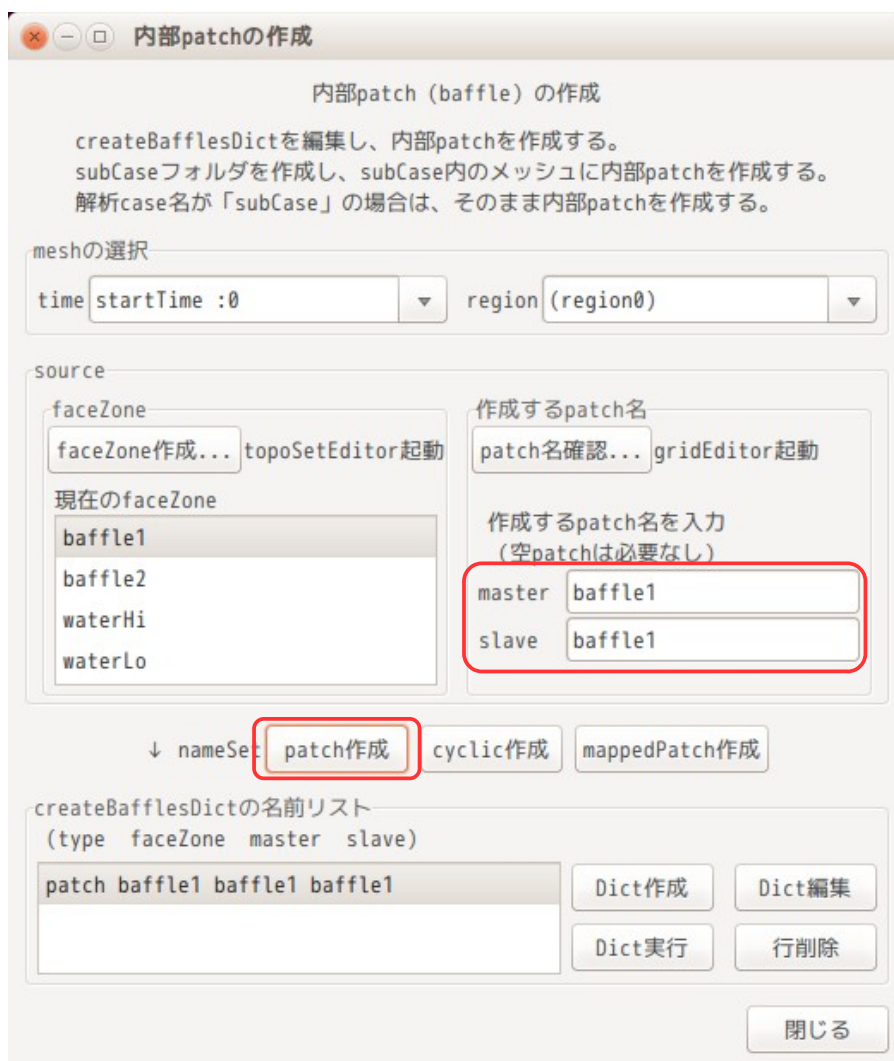 内部patchの作成
内部patch (baffle) の作成
createBafflesDictを編集し、内部patchを作成する。
subCaseフォルダを作成し、subCase内のメッシュに内部patchを作成する。
解析case名が「subCase」の場合は、そのまま内部patchを作成する。
meshの選択
time startTime :0 region (region0)
source
faceZone
faceZone作成... topoSetEditor起動
現在のfaceZone
baffle1
baffle2
waterHi
waterLo
作成するpatch名
patch名確認... gridEditor起動
作成するpatch名を入力
(空patchは必要なし)
master baffle1
slave baffle1
↓ nameSet patch作成 cyclic作成 mappedPatch作成
createBafflesDictの名前リスト
(type faceZone master slave)
patch baffle1 baffle1 baffle1
Dict作成 Dict編集
Dict実行 行削除
閉じる